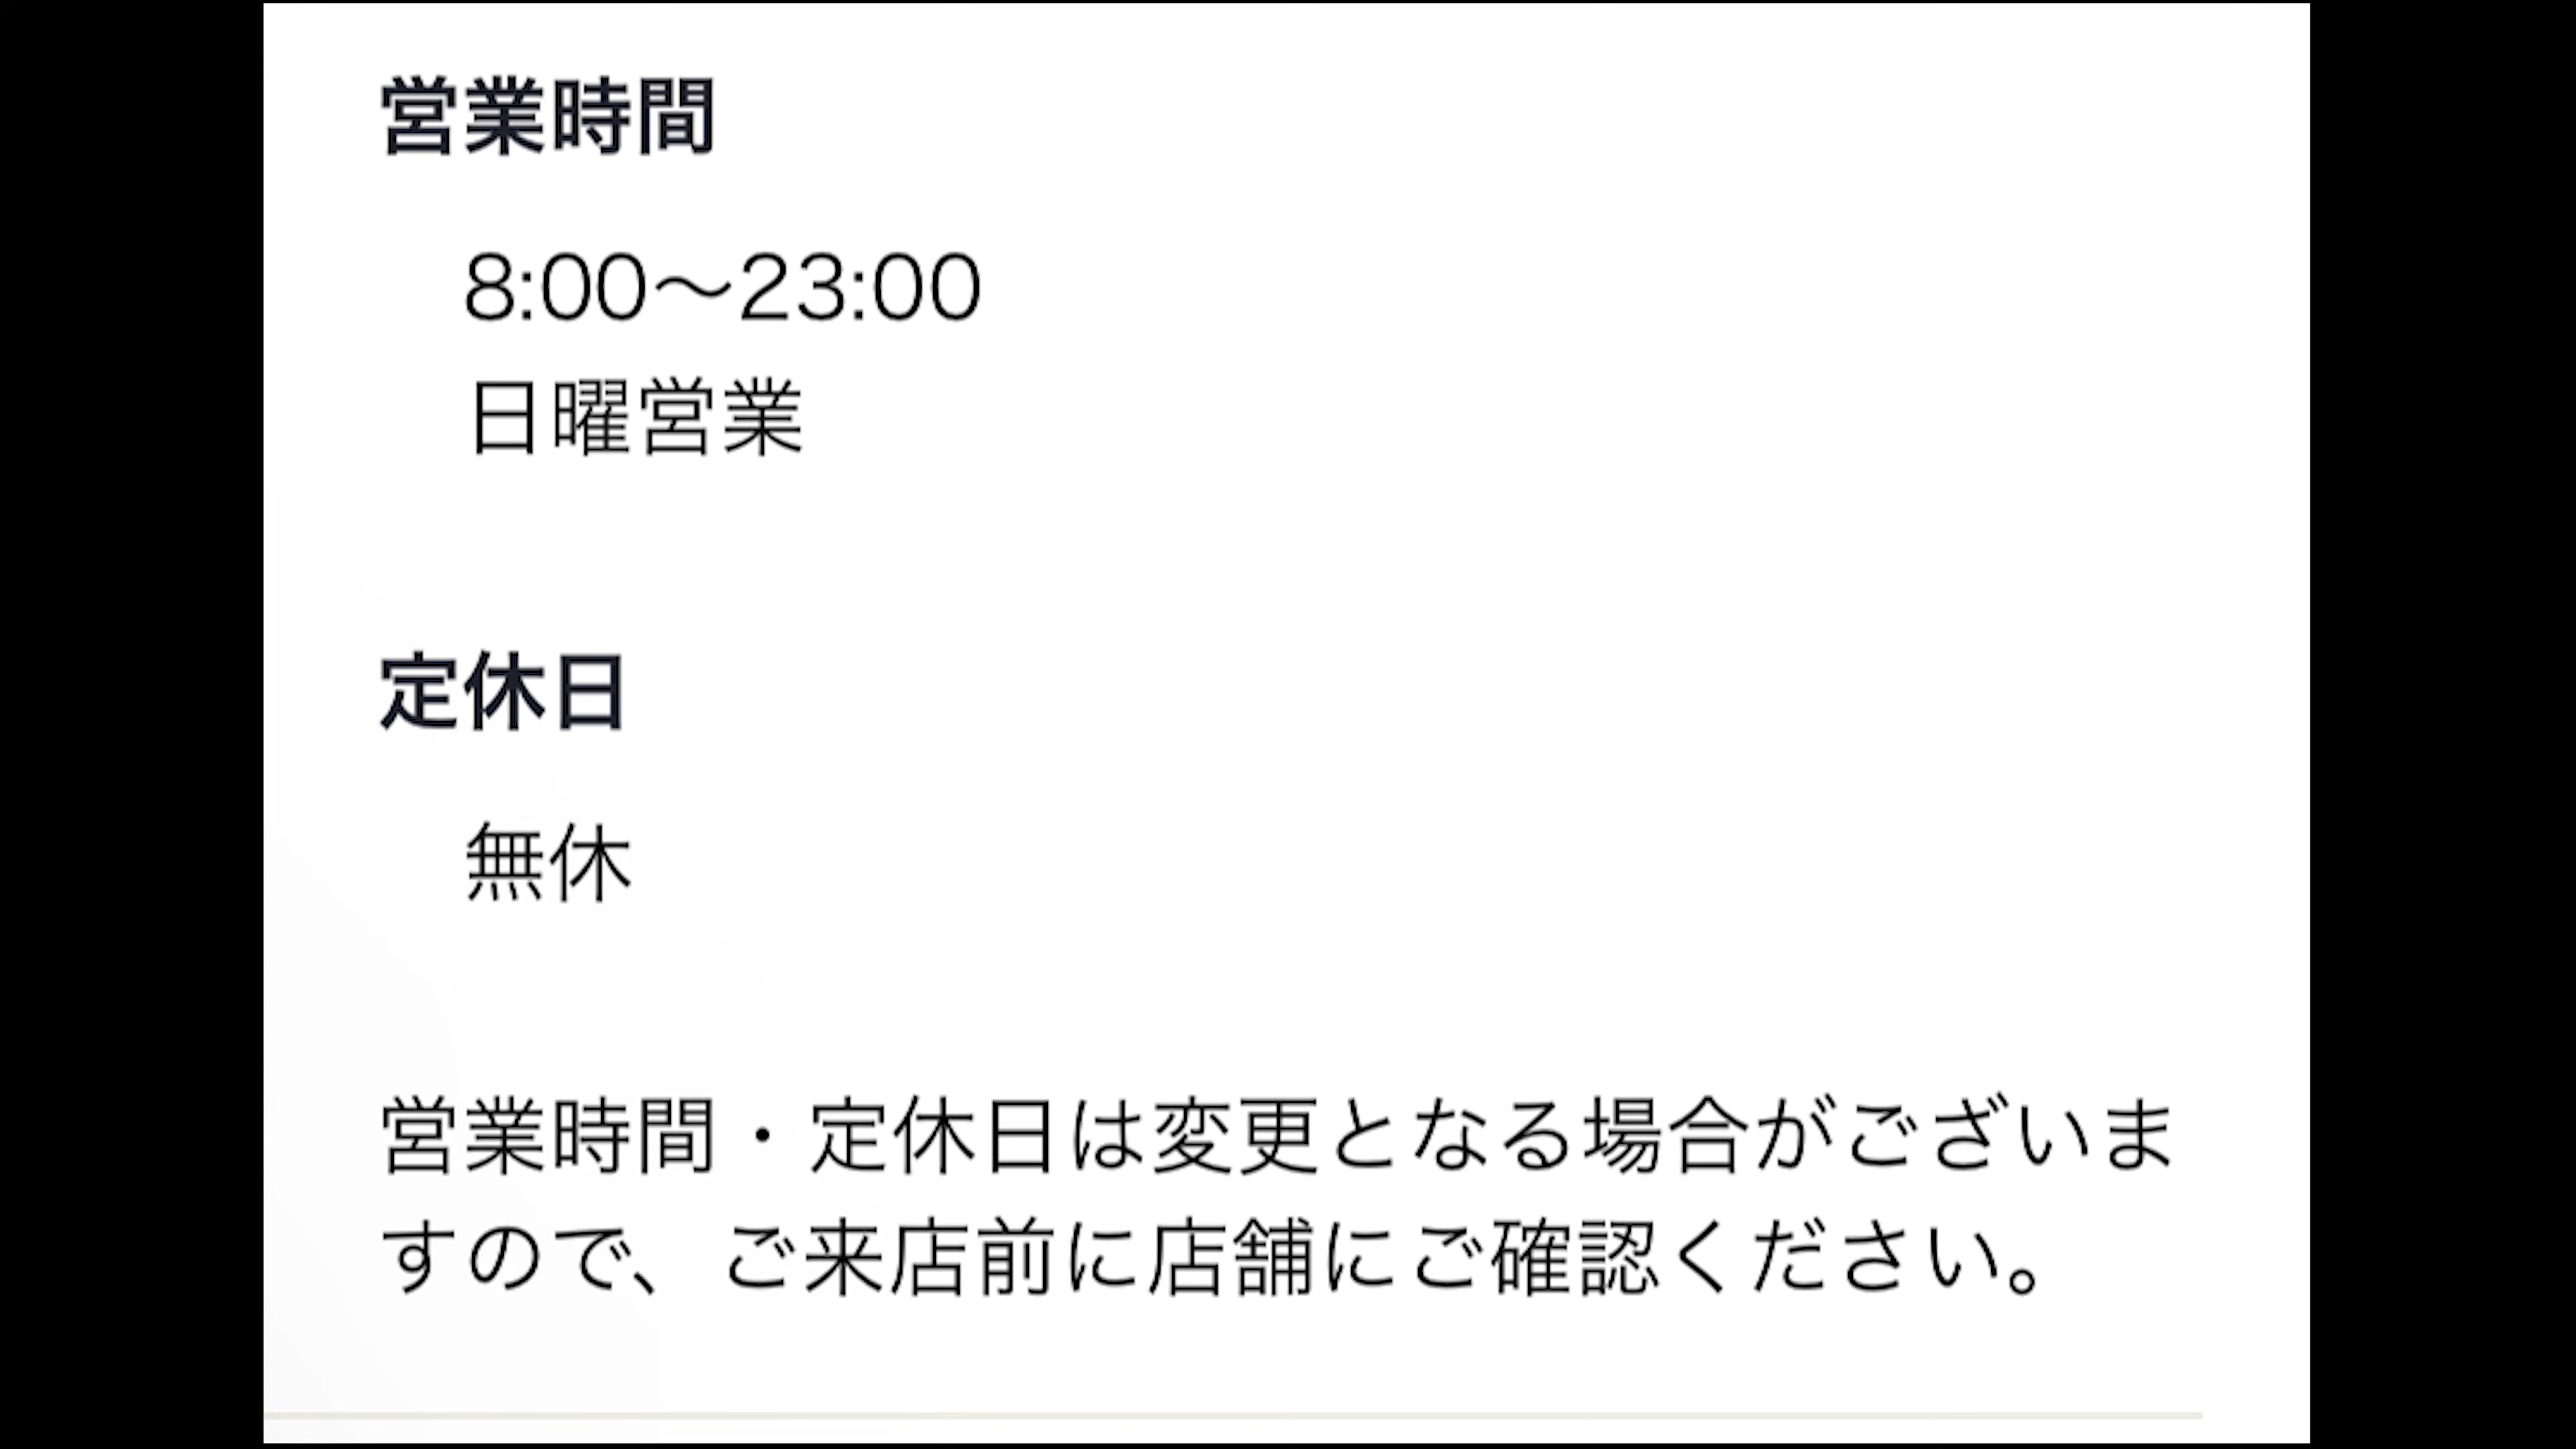 営業時間
8:00～23:00
日曜営業
定休日
無休
営業時間・定休日は変更となる場合がございま
すので、ご来店前に店舗にご確認ください。